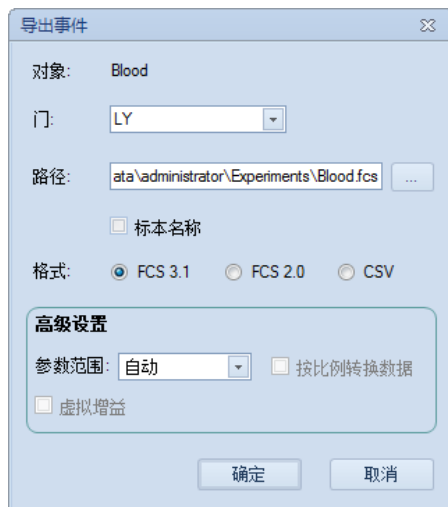 导出事件
对象: Blood
门: LY
路径: ata\administrator\Experiments\Blood.fcs ...
标本名称
格式: FCS 3.1 FCS 2.0 CSV
高级设置
参数范围: 自动 按比例转换数据
虚拟增益
确定 取消